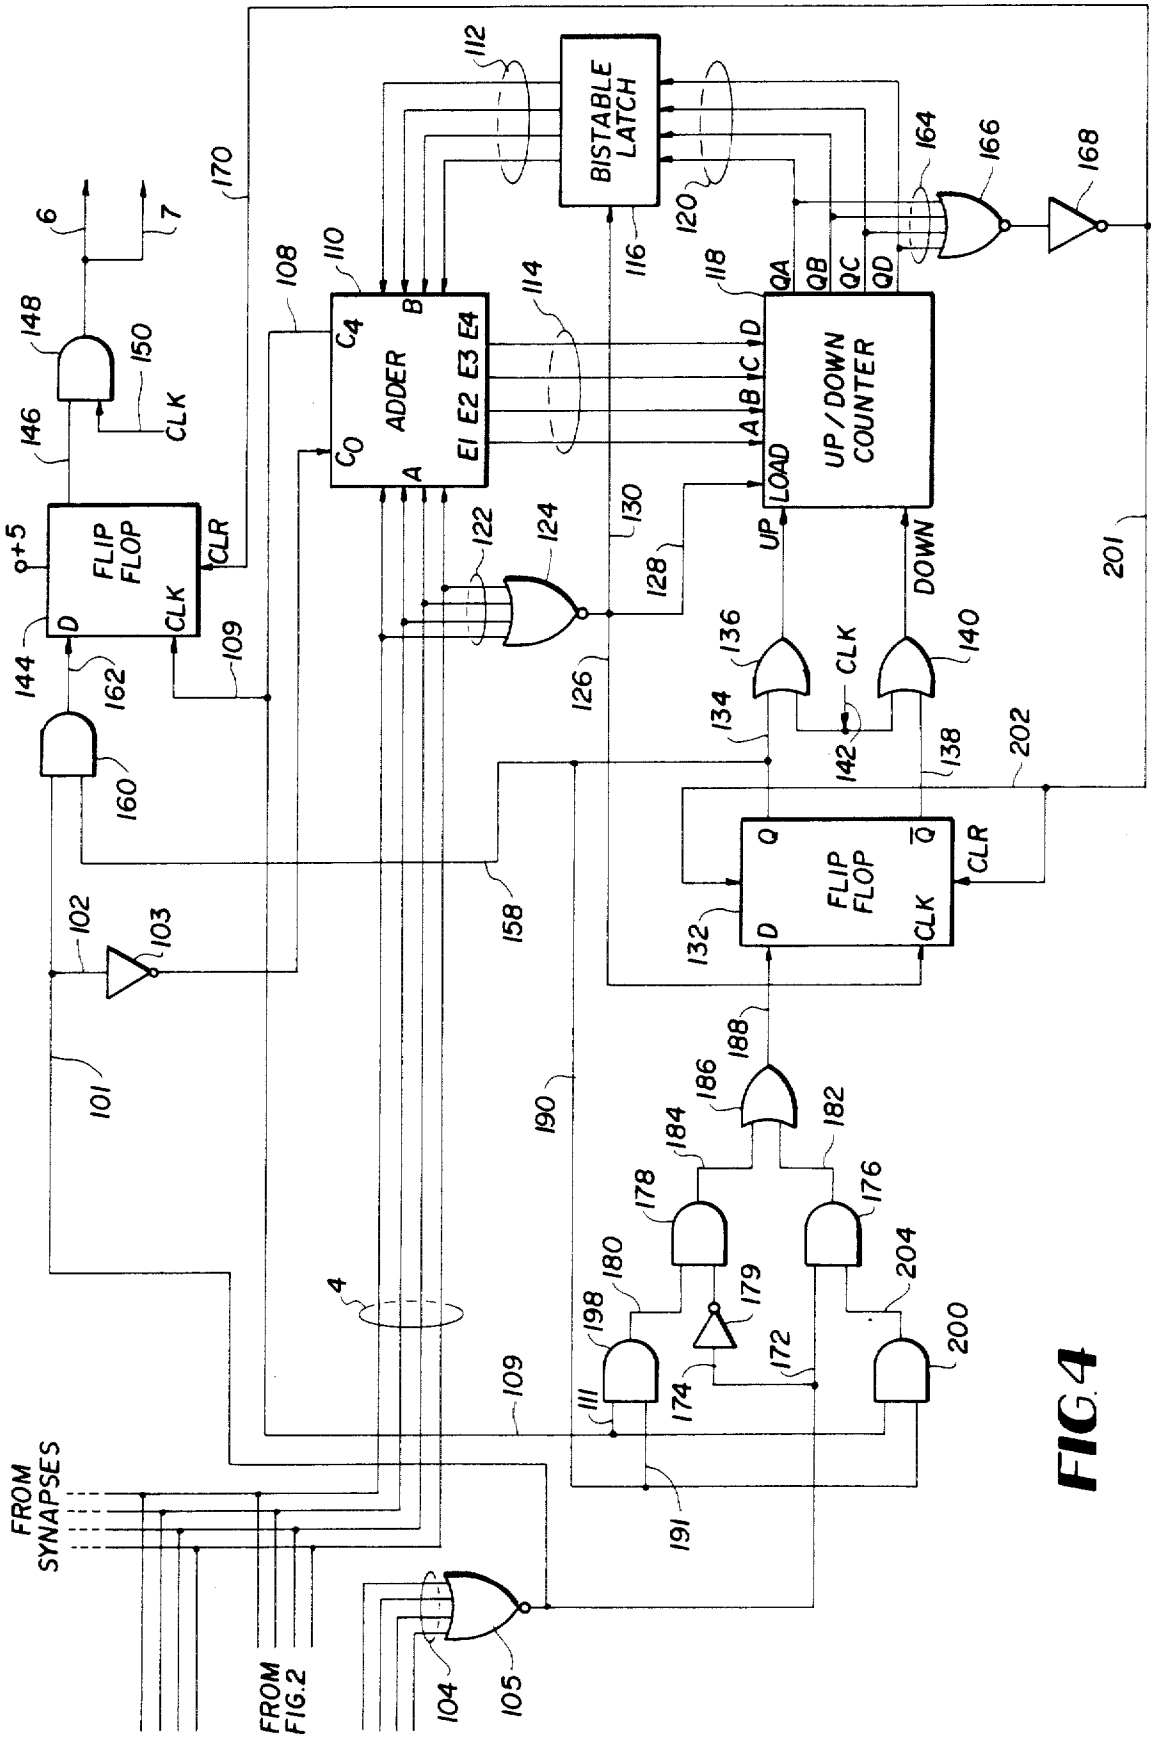 6
7
170
148
150
CLK
146
+5
FLIP
FLOP
D
CLK
CLR
144
162
109
160
158
102
103
101
108
110
C4
C0
ADDER
A
B
E1 E2 E3 E4
112
BISTABLE
LATCH
116
120
114
118
122
124
126
128
130
A B C D
LOAD
UP
DOWN
UP/DOWN
COUNTER
QA
QB
QC
QD
164
166
168
201
202
136
134
CLK
142
140
138
132
D
Q
Q̅
FLIP
FLOP
CLK
CLR
188
186
190
184
182
178
176
180
198
179
204
200
111
174
172
109
191
4
FROM
SYNAPSES
FROM
FIG.2
104
105
FIG.4